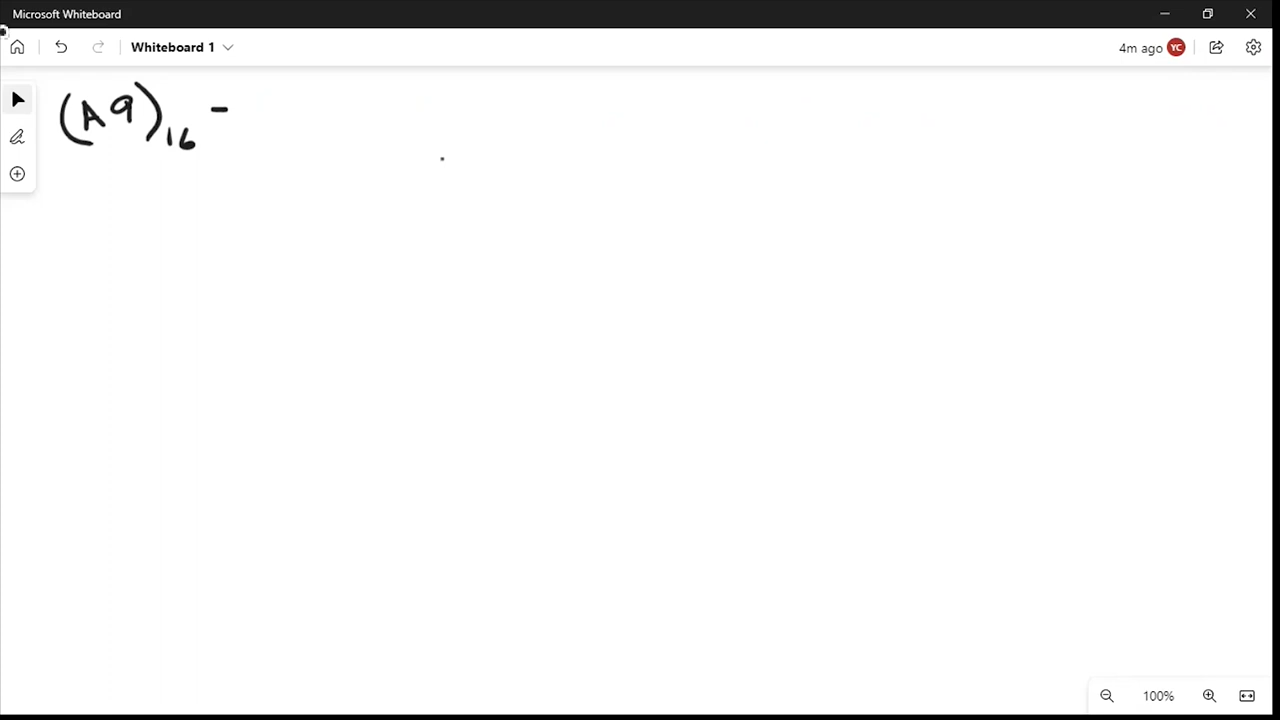 Microsoft Whiteboard
Whiteboard 1
4m ago YC
(A9)₁₆ -
100%